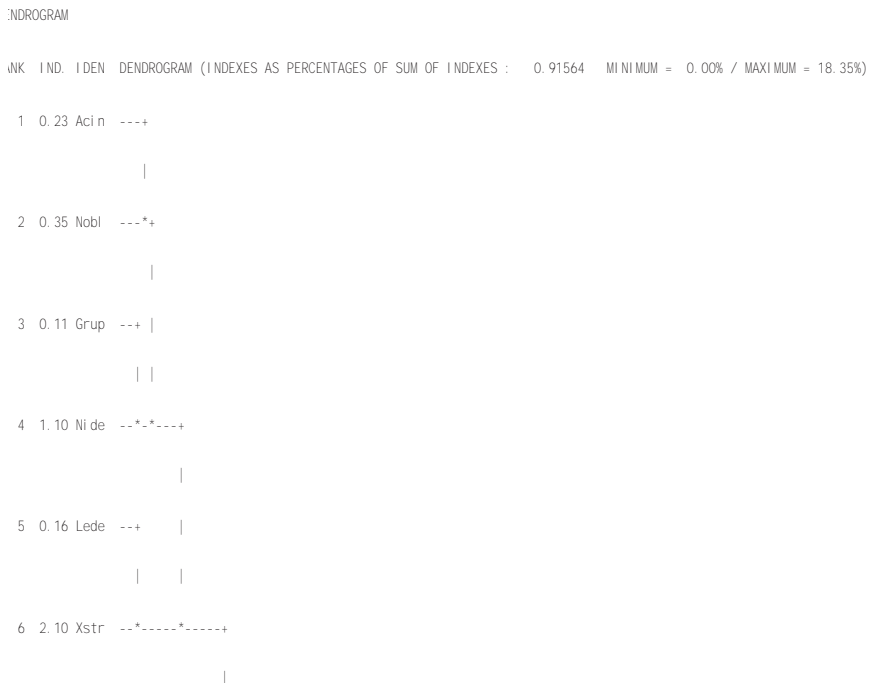 ENDROGRAM
ANK IND. IDEN DENDROGRAM (INDEXES AS PERCENTAGES OF SUM OF INDEXES : 0.91564 MINIMUM = 0.00% / MAXIMUM = 18.35%)
1 0.23 Acin ---+
|
2 0.35 Nobl ---*+
|
3 0.11 Grup --+ |
| |
4 1.10 Nide --*-*---+
|
5 0.16 Lede --+     |
|     |
6 2.10 Xstr --*-----*-----+
|